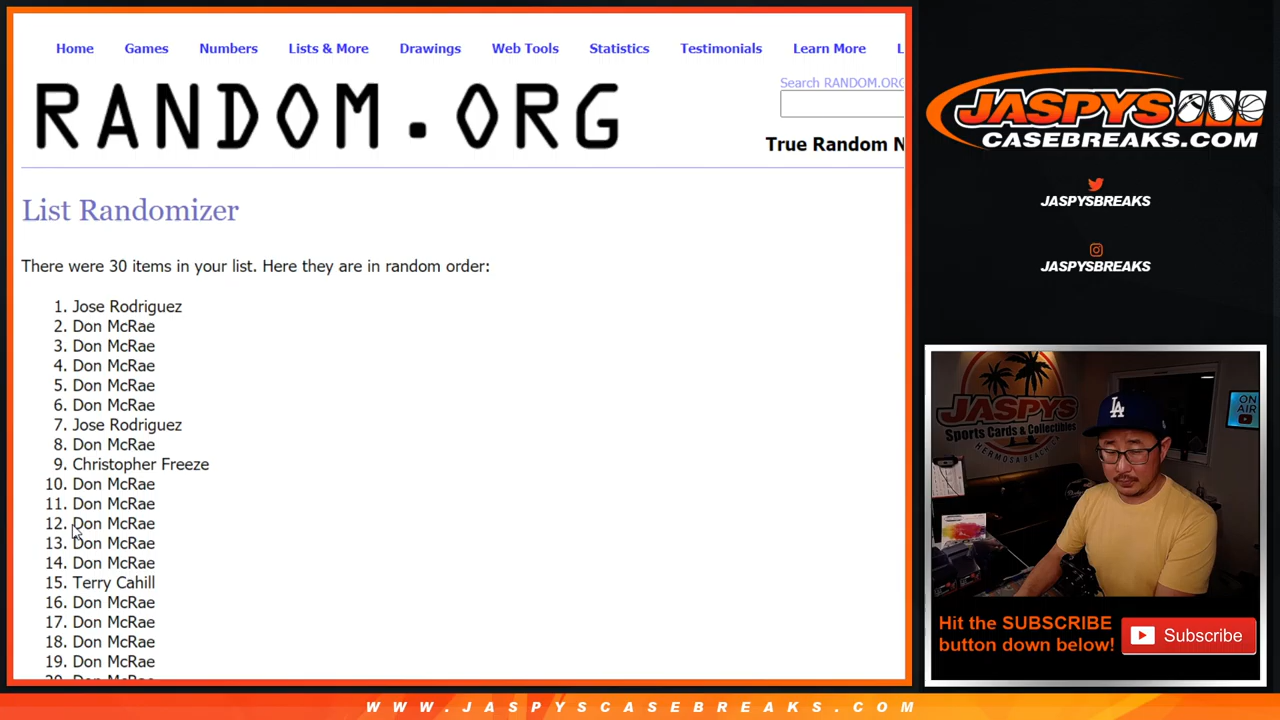 Home Games Numbers Lists & More Drawings Web Tools Statistics Testimonials Learn More L
RANDOM.ORG
Search RANDOM.ORG
True Random N
List Randomizer
There were 30 items in your list. Here they are in random order:
1. Jose Rodriguez
2. Don McRae
3. Don McRae
4. Don McRae
5. Don McRae
6. Don McRae
7. Jose Rodriguez
8. Don McRae
9. Christopher Freeze
10. Don McRae
11. Don McRae
12. Don McRae
13. Don McRae
14. Don McRae
15. Terry Cahill
16. Don McRae
17. Don McRae
18. Don McRae
19. Don McRae
JASPYS
CASEBREAKS.COM
JASPYSBREAKS
JASPYSBREAKS
JASPYS
Sports Cards & Collectibles
HERMOSA BEACH
LA
ON
AIR
Hit the SUBSCRIBE
button down below!
Subscribe
WWW.JASPYSCASEBREAKS.COM